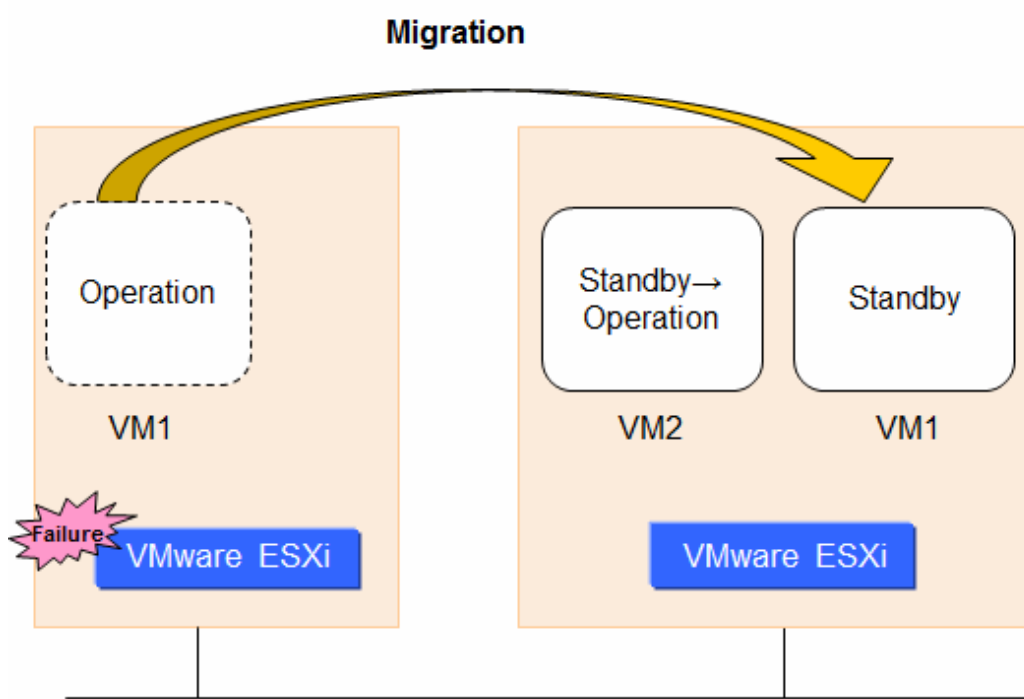 Migration
Operation
Standby→
Operation
Standby
VM1
VM2
VM1
Failure
VMware ESXi
VMware ESXi